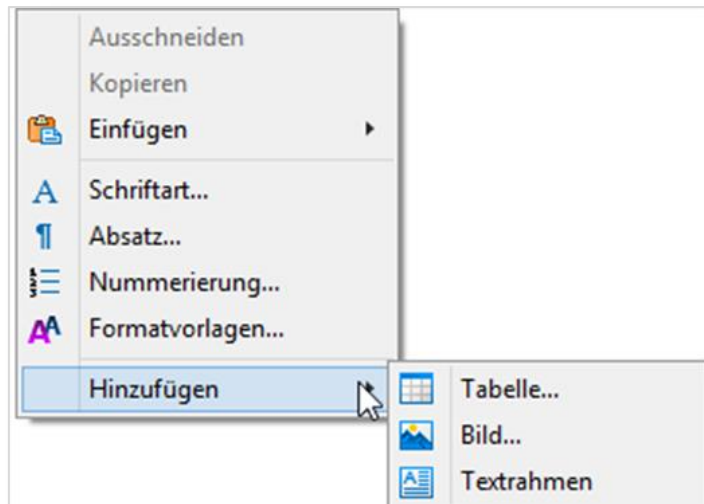 Ausschneiden
Kopieren
Einfügen
Schriftart...
Absatz...
Nummerierung...
Formatvorlagen...
Hinzufügen
Tabelle...
Bild...
Textrahmen